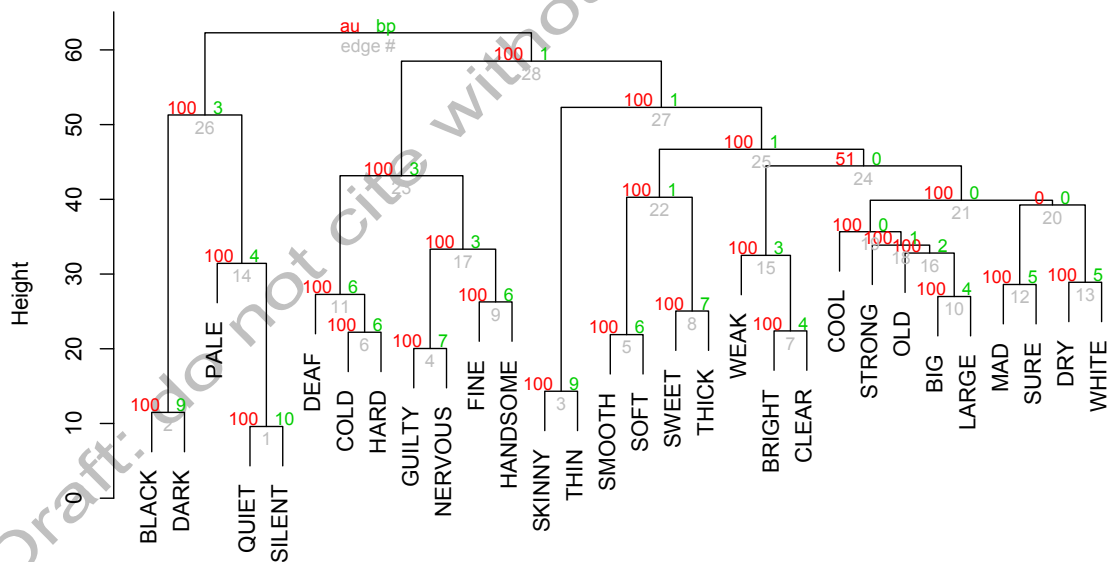 au bp
edge #
100 1
28
100 3
26
100 1
27
100 1
25
51 0
24
100 3
23
100 1
22
100 0
21
0 0
20
100 0
19
100 1
18
100 2
16
100 4
14
100 3
17
100 3
15
100 6
11
100 6
9
100 7
8
100 4
10
100 5
12
100 5
13
100 6
6
100 7
4
100 6
5
100 4
7
100 9
3
100 9
2
100 10
1
Height
0
10
20
30
40
50
60
BLACK
DARK
PALE
QUIET
SILENT
DEAF
COLD
HARD
GUILTY
NERVOUS
FINE
HANDSOME
SKINNY
THIN
SMOOTH
SOFT
SWEET
THICK
WEAK
BRIGHT
CLEAR
COOL
STRONG
OLD
BIG
LARGE
MAD
SURE
DRY
WHITE
Draft: do not cite without